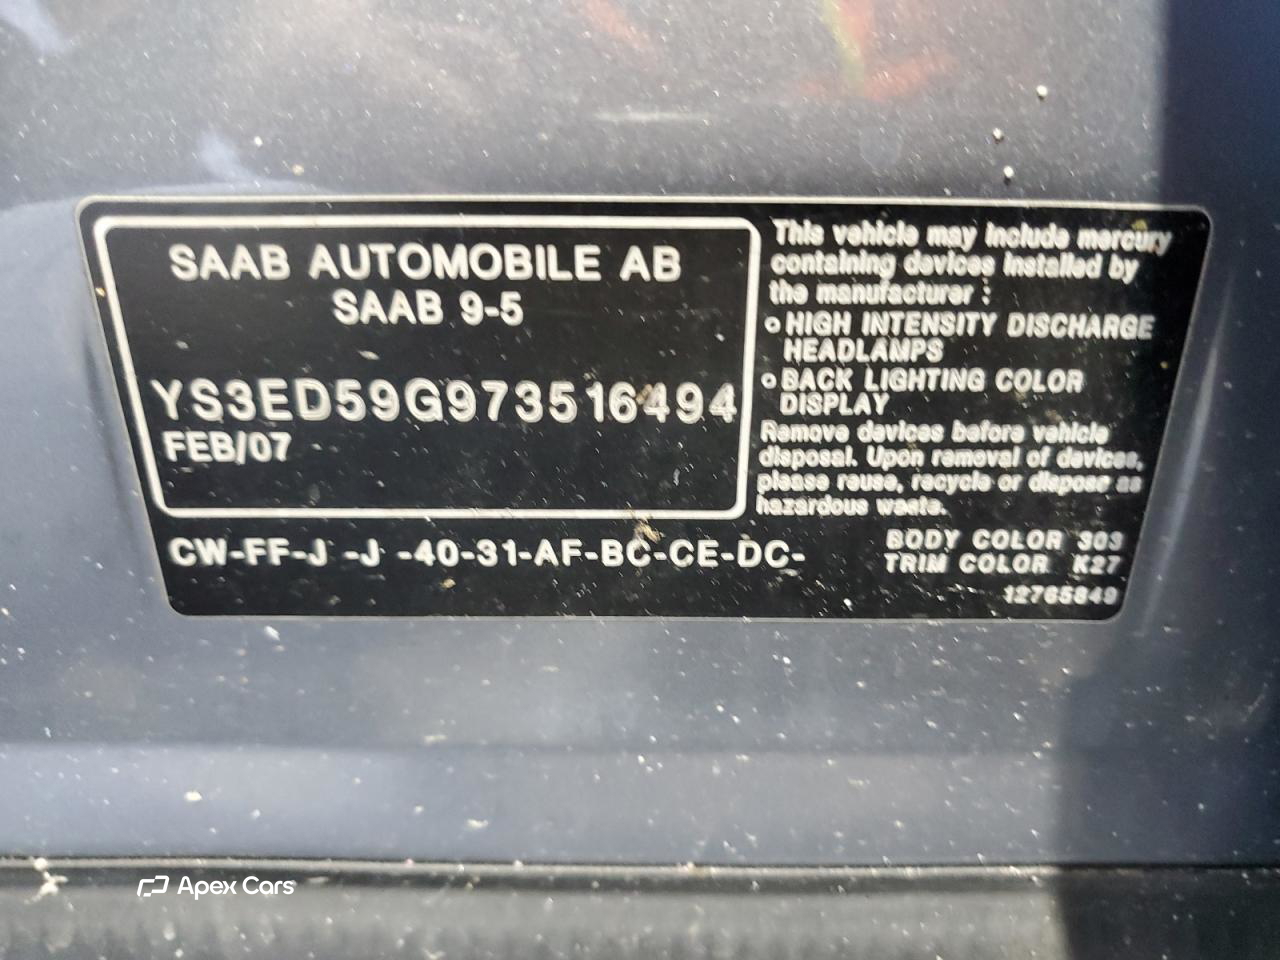 SAAB AUTOMOBILE AB
SAAB 9-5
YS3ED59G973516494
FEB/07
CW-FF-J -J -40-31-AF-BC-CE-DC-
This vehicle may include mercury
containing devices installed by
the manufacturer :
o HIGH INTENSITY DISCHARGE
HEADLAMPS
o BACK LIGHTING COLOR
DISPLAY
Remove devices before vehicle
disposal. Upon removal of devices,
please reuse, recycle or dispose as
hazardous waste.
BODY COLOR 303
TRIM COLOR K27
12765849
Apex Cars